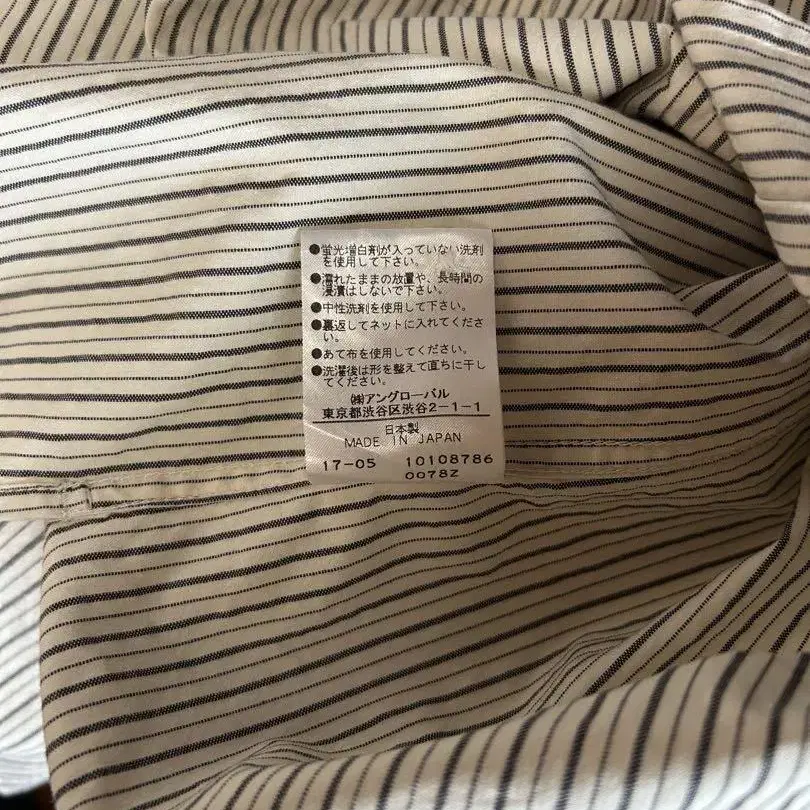 ●蛍光増白剤が入っていない洗剤
を使用して下さい。
●濡れたままの放置や、長時間の
浸漬はしないで下さい。
●中性洗剤を使用して下さい。
●裏返してネットに入れてくださ
い。
●あて布を使用してください。
●洗濯後は形を整えて直ちに干し
てください。
㈱アングローバル
東京都渋谷区渋谷2-1-1
日本製
MADE IN JAPAN
17-05 10108786
0078Z